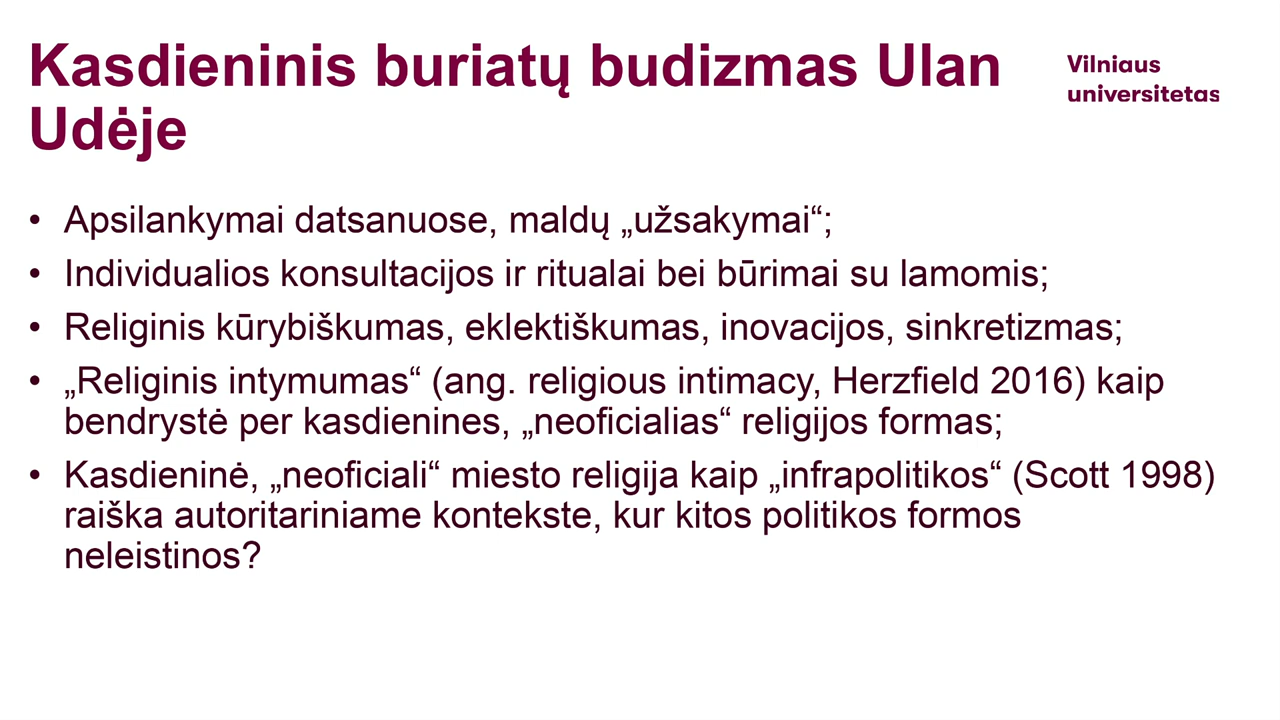 Kasdieninis buriatų budizmas Ulan
Udėje
Vilniaus
universitetas
• Apsilankymai datsanuose, maldų „užsakymai“;
• Individualios konsultacijos ir ritualai bei būrimai su lamomis;
• Religinis kūrybiškumas, eklektiškumas, inovacijos, sinkretizmas;
• „Religinis intymumas“ (ang. religious intimacy, Herzfield 2016) kaip
bendrystė per kasdienines, „neoficialias“ religijos formas;
• Kasdieninė, „neoficiali“ miesto religija kaip „infrapolitikos“ (Scott 1998)
raiška autoritariniame kontekste, kur kitos politikos formos
neleistinos?